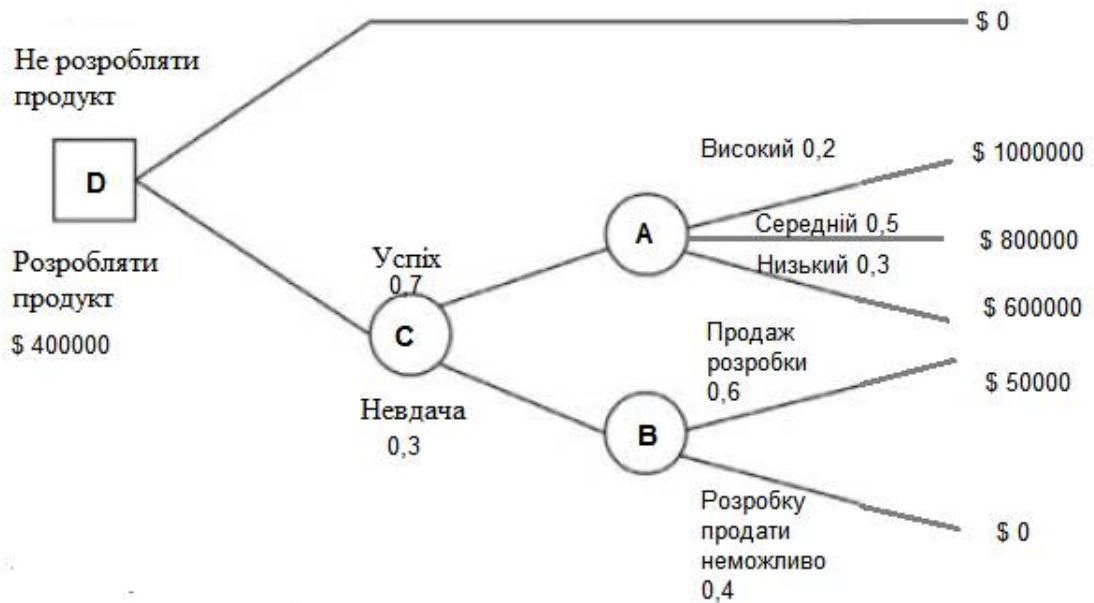 $ 0
Не розробляти
продукт
D
Розробляти
продукт
$ 400000
Успіх
0,7
C
Невдача
0,3
A
Високий 0,2
$ 1000000
Середній 0,5
$ 800000
Низький 0,3
$ 600000
B
Продаж
розробки
0,6
$ 50000
Розробку
продати
неможливо
0,4
$ 0